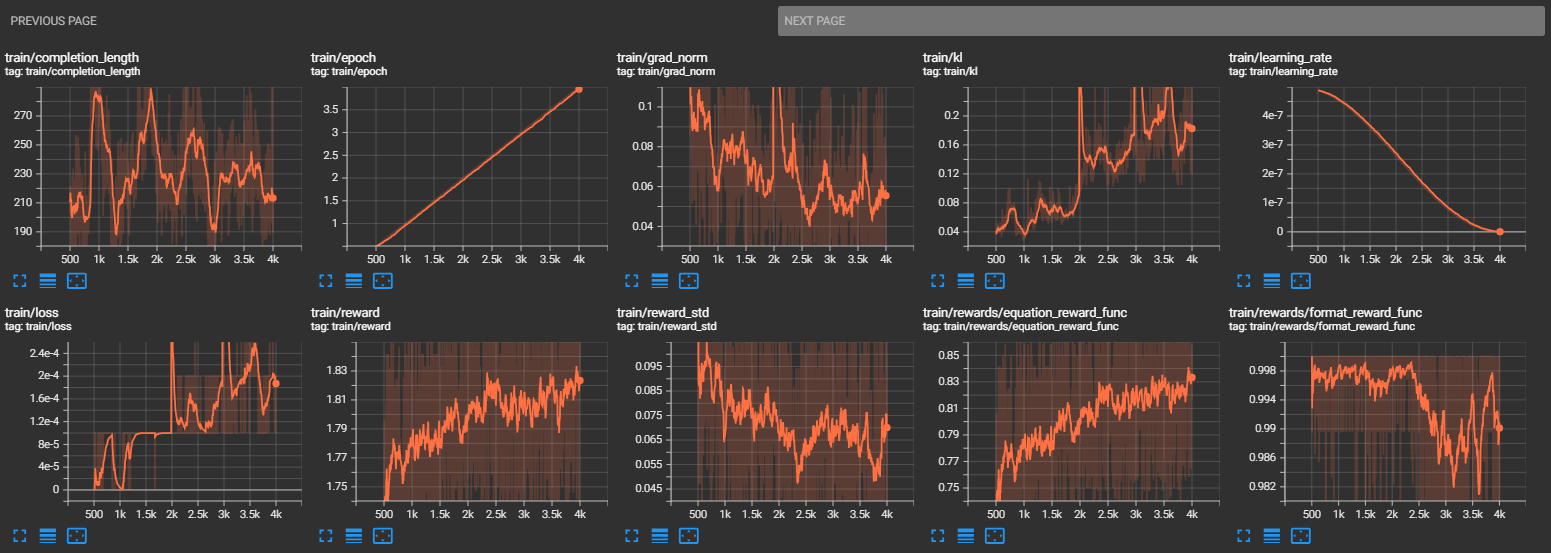 PREVIOUS PAGE
NEXT PAGE
train/completion_length
tag: train/completion_length
270
250
230
210
190
500 1k 1.5k 2k 2.5k 3k 3.5k 4k
train/epoch
tag: train/epoch
3.5
3
2.5
2
1.5
1
500 1k 1.5k 2k 2.5k 3k 3.5k 4k
train/grad_norm
tag: train/grad_norm
0.1
0.08
0.06
0.04
500 1k 1.5k 2k 2.5k 3k 3.5k 4k
train/kl
tag: train/kl
0.2
0.16
0.12
0.08
0.04
500 1k 1.5k 2k 2.5k 3k 3.5k 4k
train/learning_rate
tag: train/learning_rate
4e-7
3e-7
2e-7
1e-7
0
500 1k 1.5k 2k 2.5k 3k 3.5k 4k
train/loss
tag: train/loss
2.4e-4
2e-4
1.6e-4
1.2e-4
8e-5
4e-5
0
500 1k 1.5k 2k 2.5k 3k 3.5k 4k
train/reward
tag: train/reward
1.83
1.81
1.79
1.77
1.75
500 1k 1.5k 2k 2.5k 3k 3.5k 4k
train/reward_std
tag: train/reward_std
0.095
0.085
0.075
0.065
0.055
0.045
500 1k 1.5k 2k 2.5k 3k 3.5k 4k
train/rewards/equation_reward_func
tag: train/rewards/equation_reward_func
0.85
0.83
0.81
0.79
0.77
0.75
500 1k 1.5k 2k 2.5k 3k 3.5k 4k
train/rewards/format_reward_func
tag: train/rewards/format_reward_func
0.998
0.994
0.99
0.986
0.982
500 1k 1.5k 2k 2.5k 3k 3.5k 4k